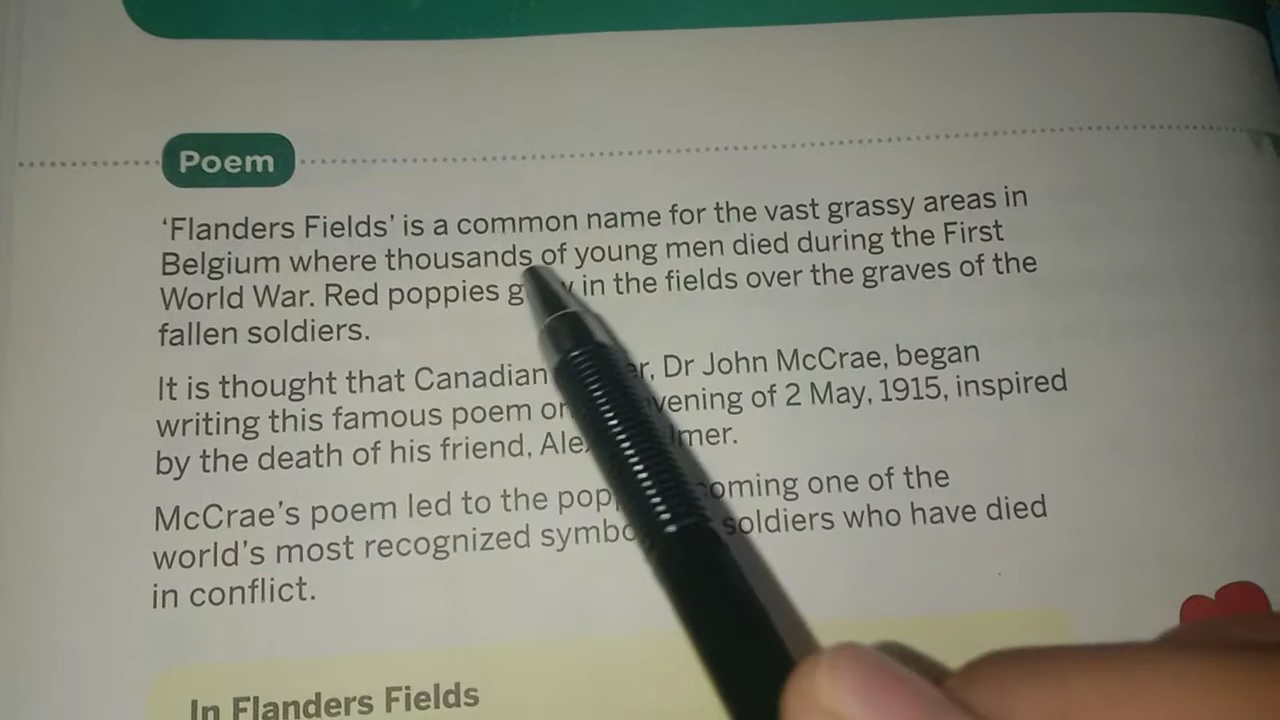 Poem
‘Flanders Fields’ is a common name for the vast grassy areas in
Belgium where thousands of young men died during the First
World War. Red poppies in the fields over the graves of the
fallen soldiers.
It is thought that Canadian Dr John McCrae, began
writing this famous poem evening of 2 May, 1915, inspired
by the death of his friend,
McCrae’s poem led to the one of the
world’s most recognized soldiers who have died
in conflict.
In Flanders Fields